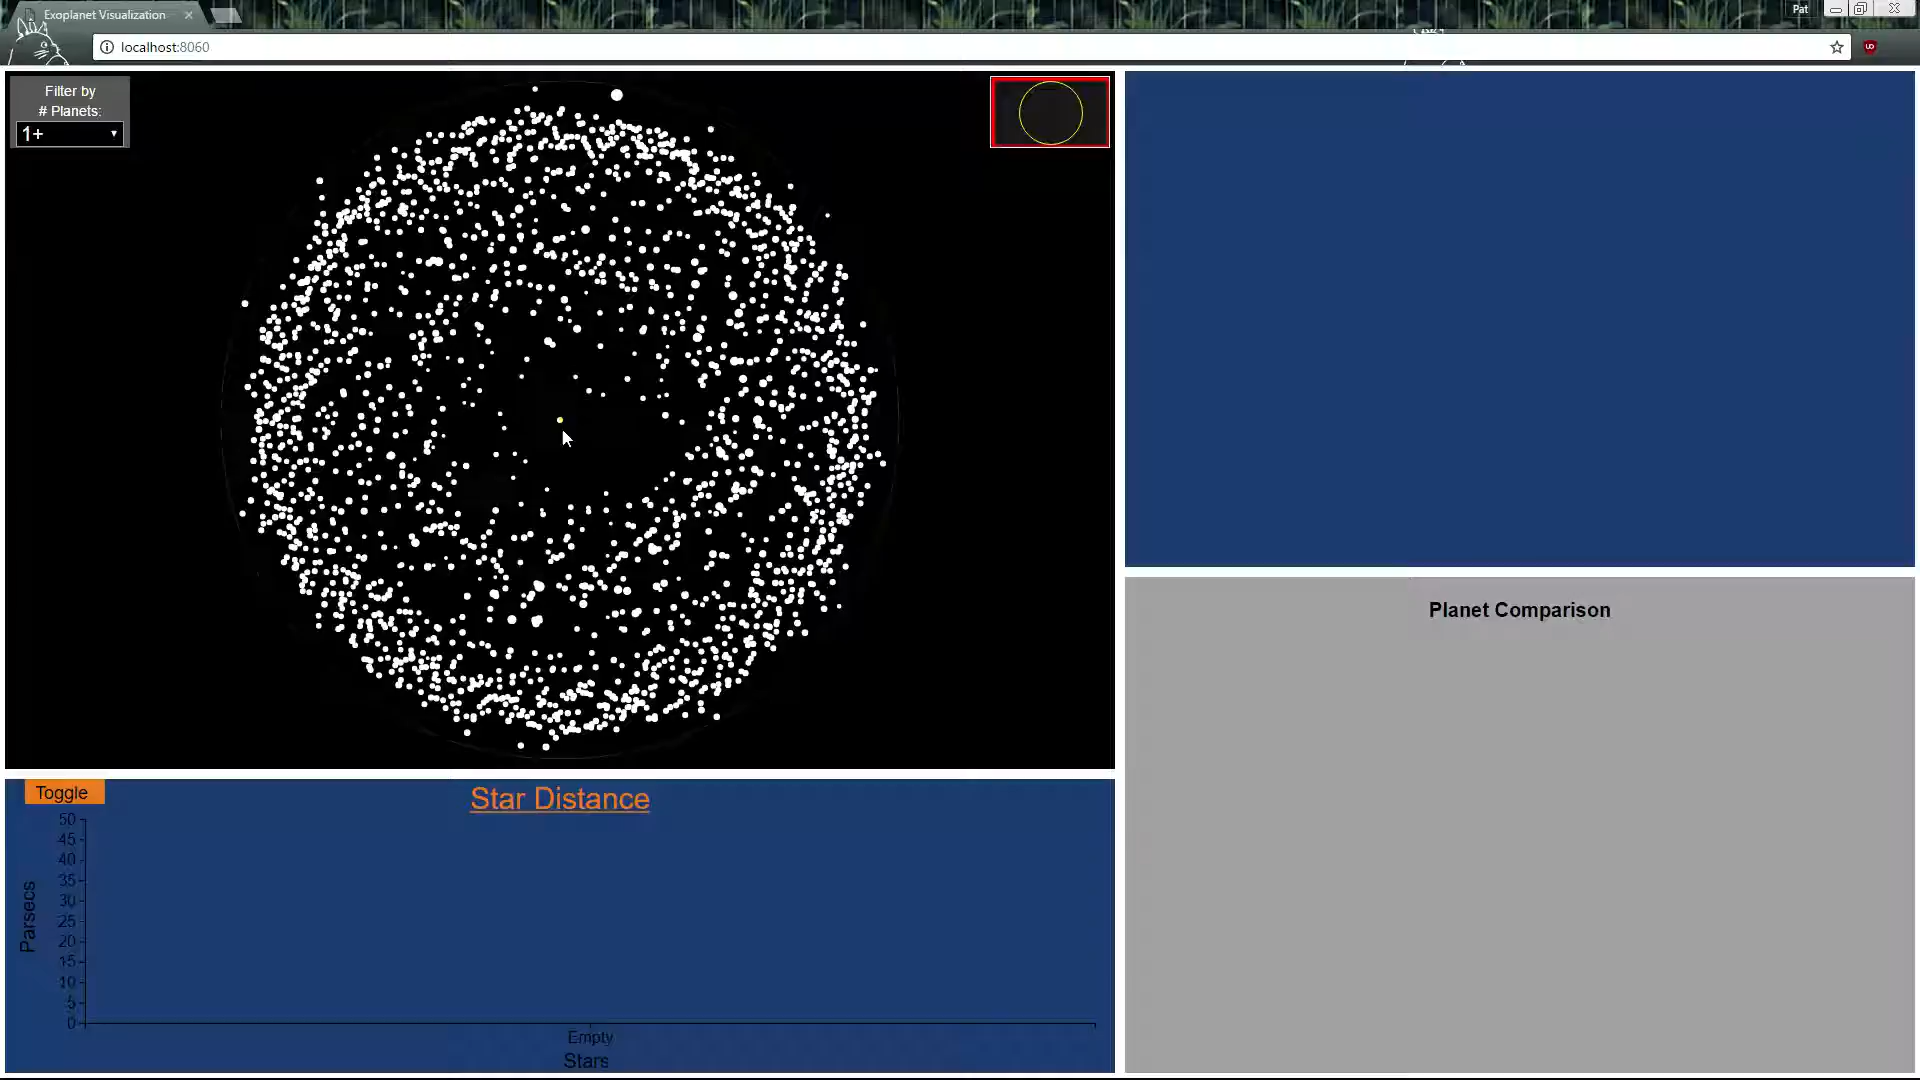 Exoplanet Visualization
Pat
localhost:8060
Filter by
# Planets:
1+
Planet Comparison
Toggle
Star Distance
50
45
40
35
30
25
20
15
10
5
0
Parsecs
Empty
Stars